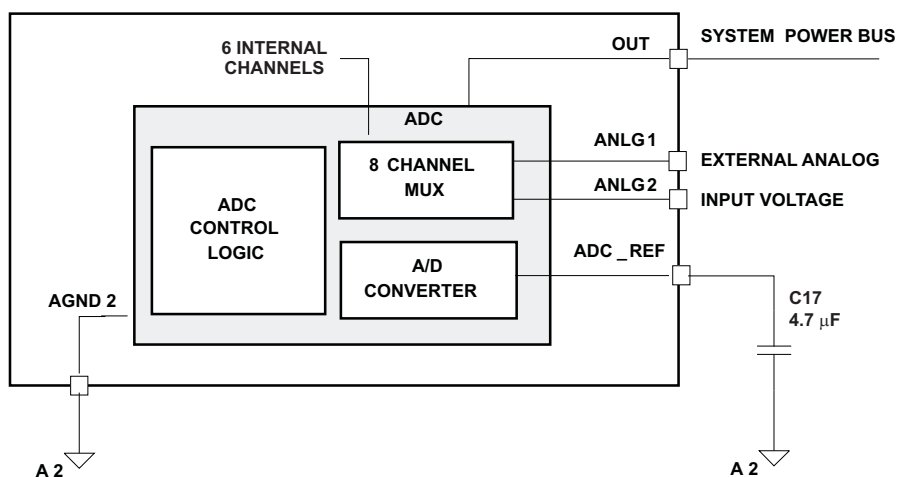 OUT
SYSTEM POWER BUS
6 INTERNAL
CHANNELS
ADC
ANLG1
EXTERNAL ANALOG
8 CHANNEL
MUX
ANLG2
INPUT VOLTAGE
ADC
CONTROL
LOGIC
ADC_REF
A/D
CONVERTER
AGND 2
C17
4.7 μF
A 2
A 2